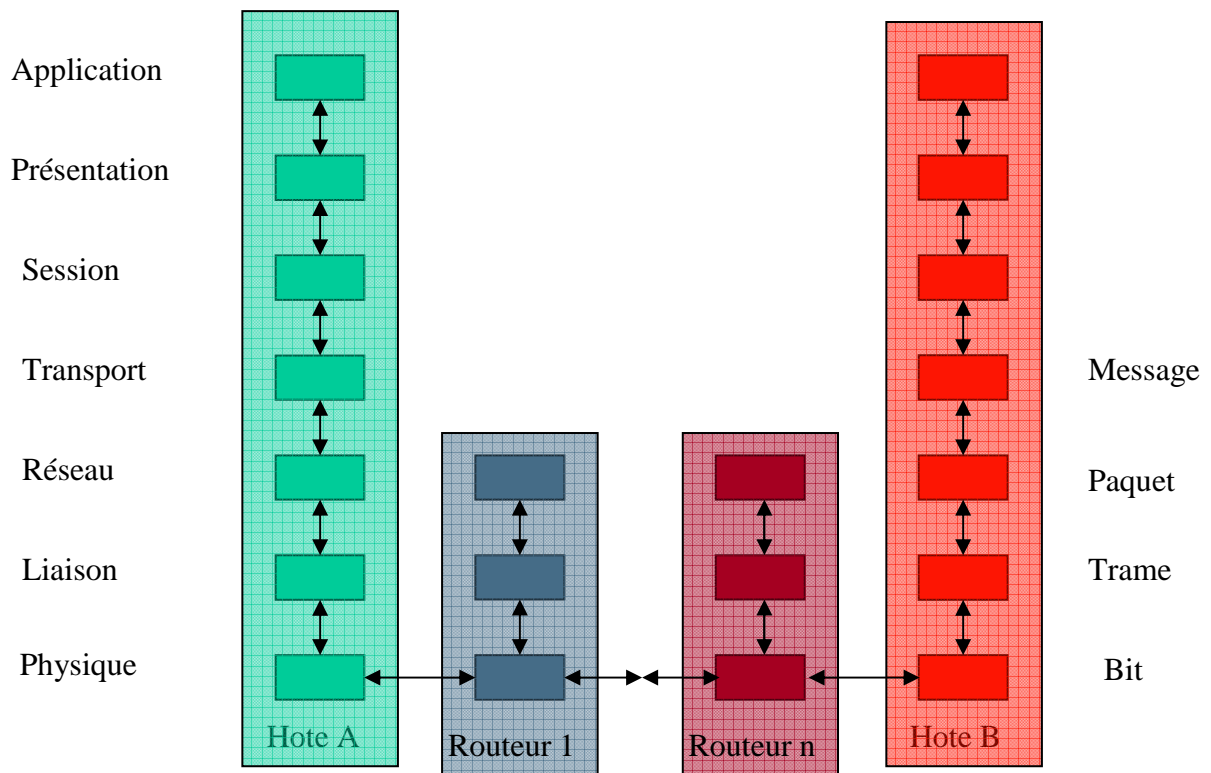 Application
Présentation
Session
Transport
Message
Réseau
Paquet
Liaison
Trame
Physique
Bit
Hote A
Routeur 1
Routeur n
Hote B